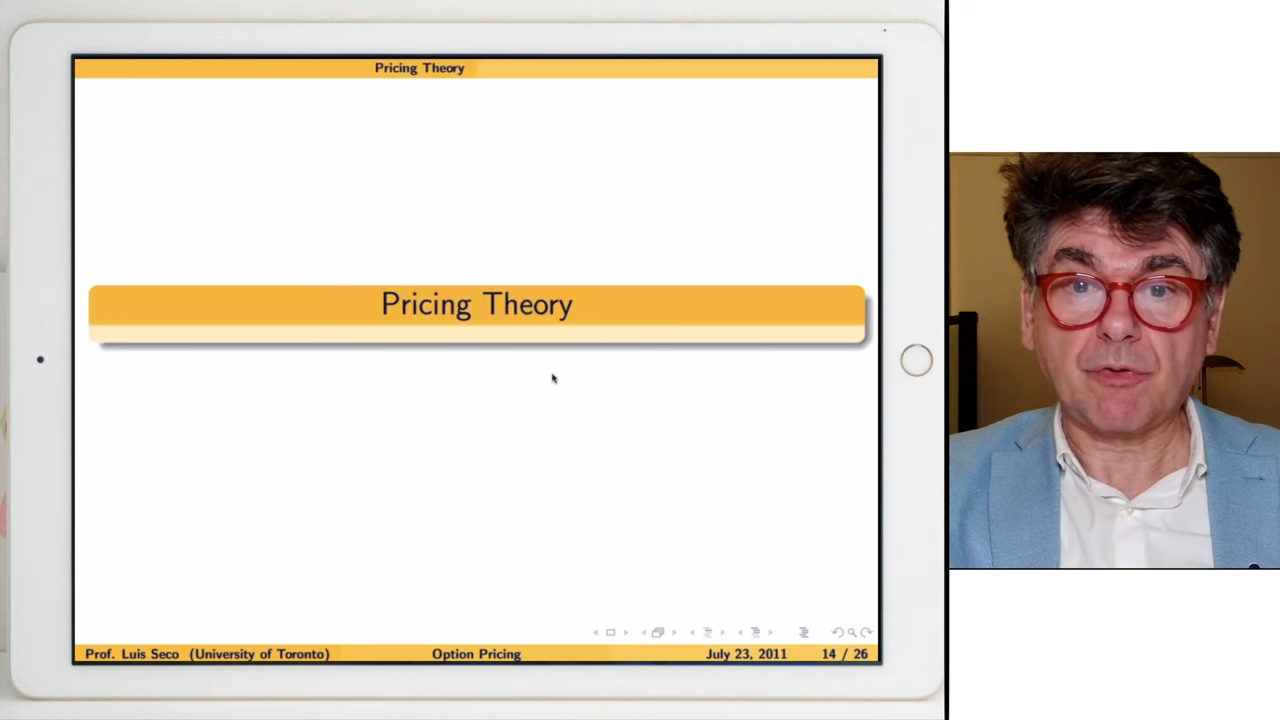 Pricing Theory
Pricing Theory
Prof. Luis Seco (University of Toronto) Option Pricing July 23, 2011 14 / 26